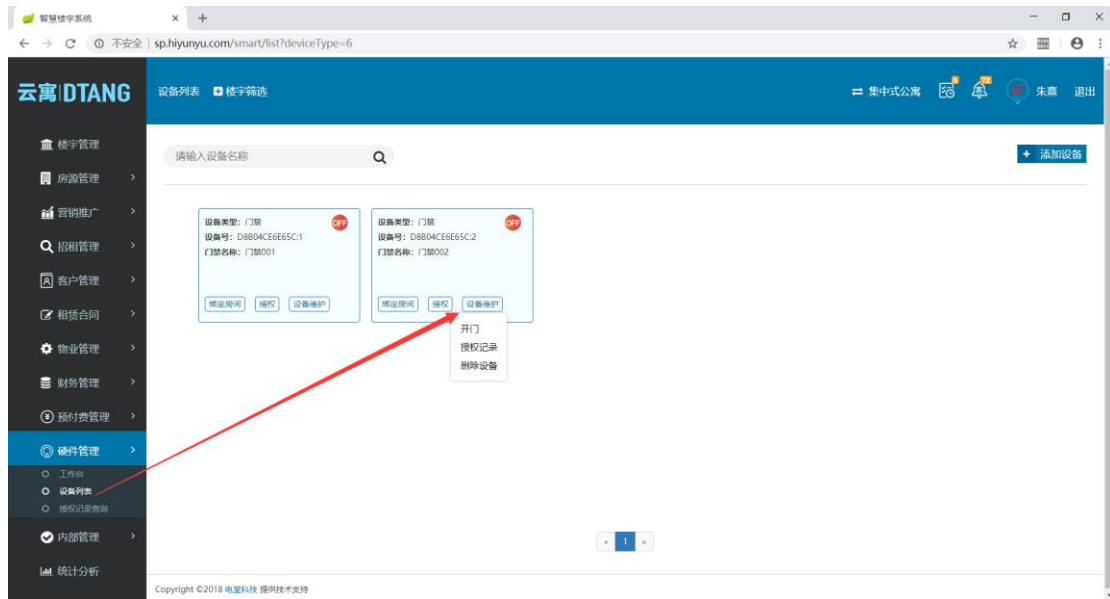 智慧楼宇系统
不安全 | sp.hiyunyu.com/smart/list?deviceType=6
云寓|DTANG
设备列表 楼宇筛选
集中式公寓
72
朱熹 退出
楼宇管理
房源管理
营销推广
招租管理
客户管理
租赁合同
物业管理
财务管理
预付费管理
硬件管理
工作台
设备列表
授权记录查询
内部管理
统计分析
请输入设备名称
+ 添加设备
设备类型：门禁
OFF
设备号：D8B04CE6E65C:1
门禁名称：门禁001
绑定房间 授权 设备维护
设备类型：门禁
OFF
设备号：D8B04CE6E65C:2
门禁名称：门禁002
绑定房间 授权 设备维护
开门
授权记录
删除设备
« 1 »
Copyright ©2018 电堂科技 提供技术支持